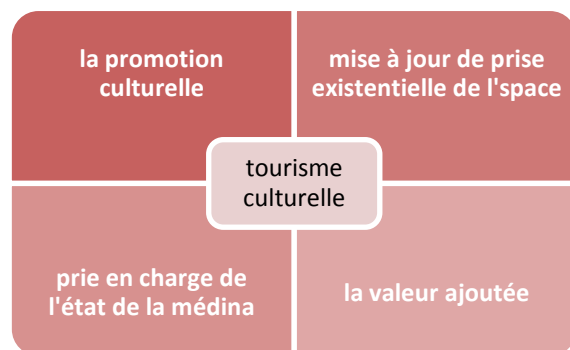 la promotion
culturelle
mise à jour de prise
existentielle de l'space
tourisme
culturelle
prie en charge de
l'état de la médina
la valeur ajoutée